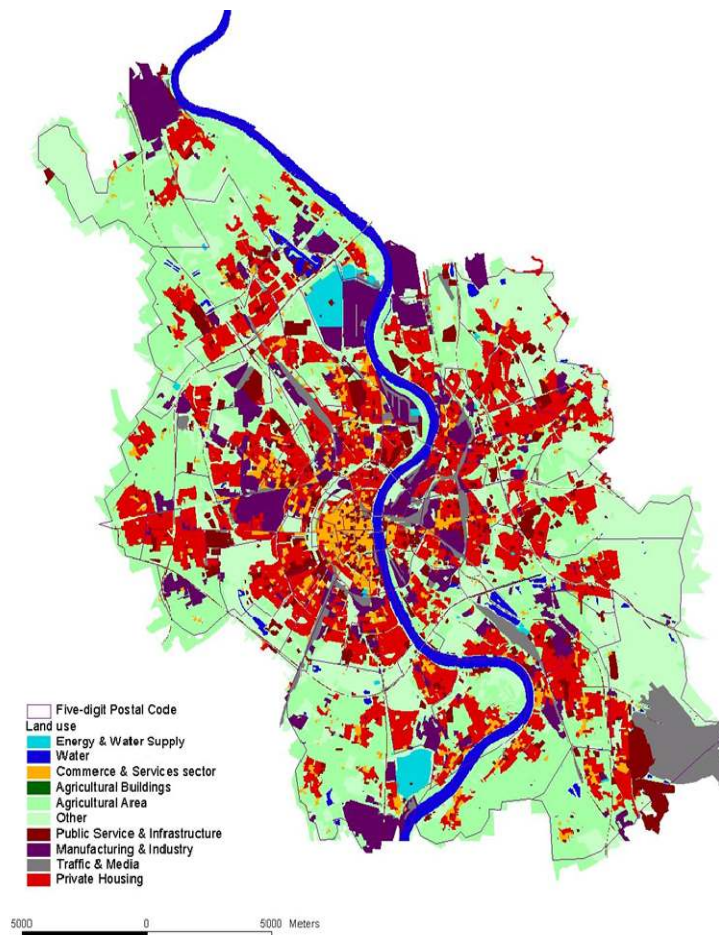 Five-digit Postal Code
Land use
Energy & Water Supply
Water
Commerce & Services sector
Agricultural Buildings
Agricultural Area
Other
Public Service & Infrastructure
Manufacturing & Industry
Traffic & Media
Private Housing
5000 0 5000 Meters